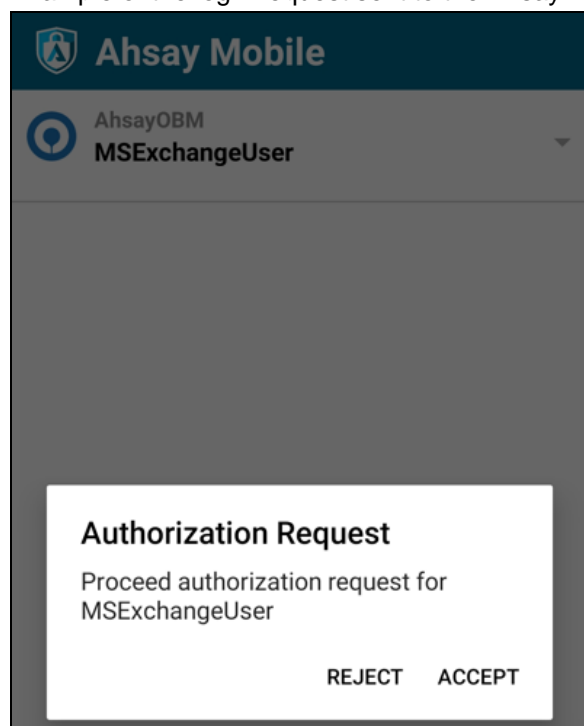 Ahsay Mobile
AhsayOBM
MSExchangeUser
Authorization Request
Proceed authorization request for
MSExchangeUser
REJECT ACCEPT